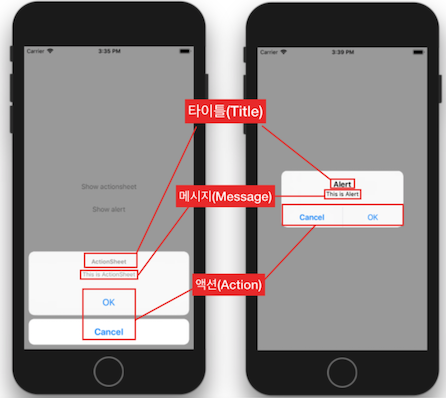 Carrier 3:35 PM
Carrier 3:39 PM
타이틀(Title)
Show actionsheet
Alert
메시지(Message)
This is Alert
Show alert
Cancel OK
ActionSheet
This is ActionSheet
액션(Action)
OK
Cancel